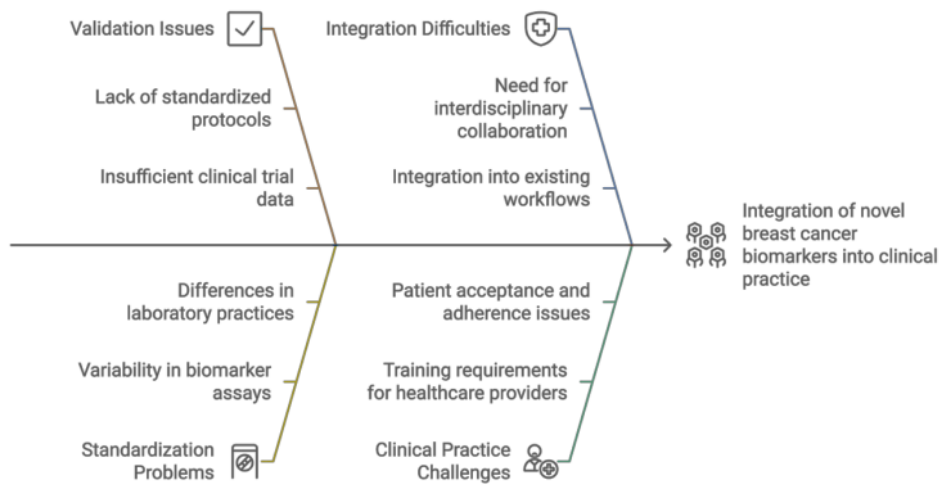 Validation Issues
Integration Difficulties
Lack of standardized
protocols
Need for
interdisciplinary
collaboration
Insufficient clinical trial
data
Integration into existing
workflows
Integration of novel
breast cancer
biomarkers into clinical
practice
Differences in
laboratory practices
Patient acceptance and
adherence issues
Variability in biomarker
assays
Training requirements
for healthcare providers
Standardization
Problems
Clinical Practice
Challenges